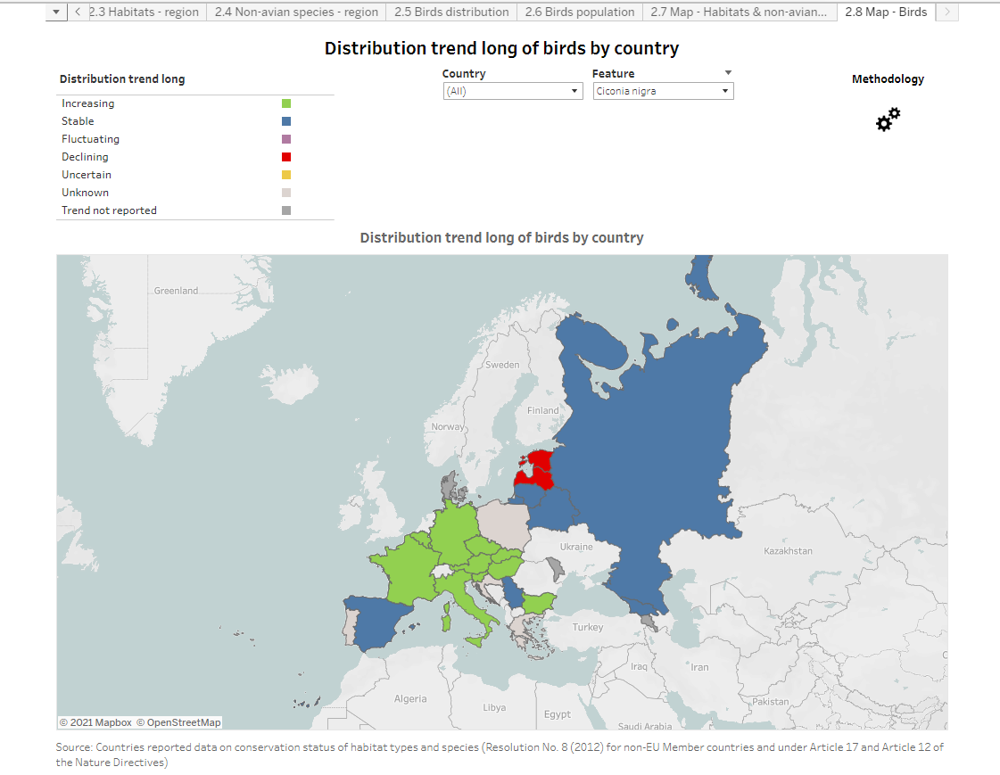 2.3 Habitats - region
2.4 Non-avian species - region
2.5 Birds distribution
2.6 Birds population
2.7 Map - Habitats & non-avian...
2.8 Map - Birds
Distribution trend long of birds by country
Distribution trend long
Country
Feature
Methodology
(All)
Ciconia nigra
Increasing
Stable
Fluctuating
Declining
Uncertain
Unknown
Trend not reported
Distribution trend long of birds by country
Greenland
Sweden
Finland
Norway
Ukraine
Kazakhstan
Turkey
Iraq
Iran
Algeria
Libya
Egypt
Pakistan
Saudi Arabia
© 2021 Mapbox © OpenStreetMap
Source: Countries reported data on conservation status of habitat types and species (Resolution No. 8 (2012) for non-EU Member countries and under Article 17 and Article 12 of
the Nature Directives)